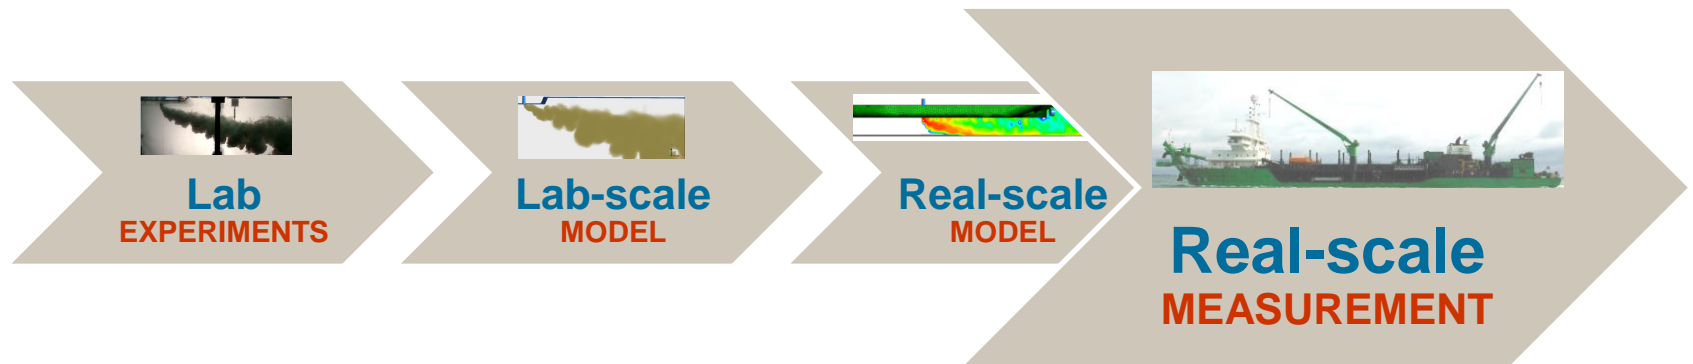 Lab
EXPERIMENTS
Lab-scale
MODEL
Real-scale
MODEL
Real-scale
MEASUREMENT